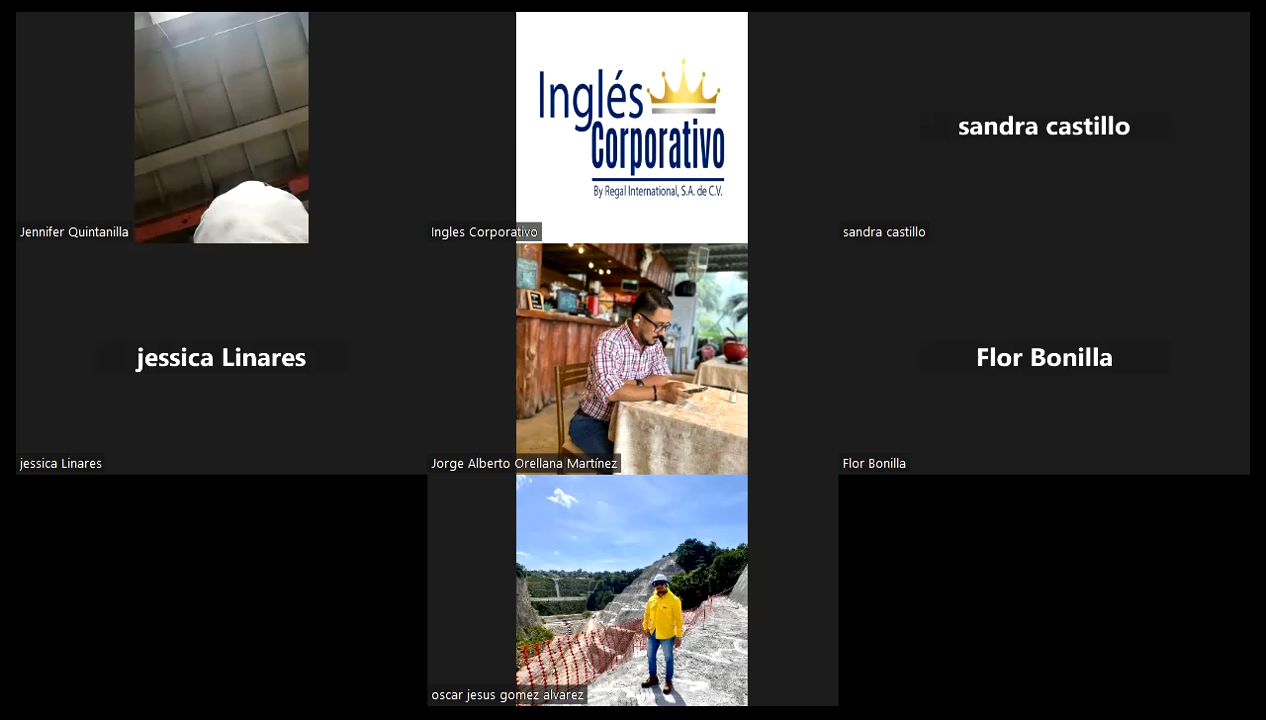 Inglés
Corporativo
By Regal International, S.A. de C.V.
sandra castillo
Jennifer Quintanilla
Ingles Corporativo
sandra castillo
jessica Linares
Flor Bonilla
jessica Linares
Jorge Alberto Orellana Martínez
Flor Bonilla
oscar jesus gomez alvarez